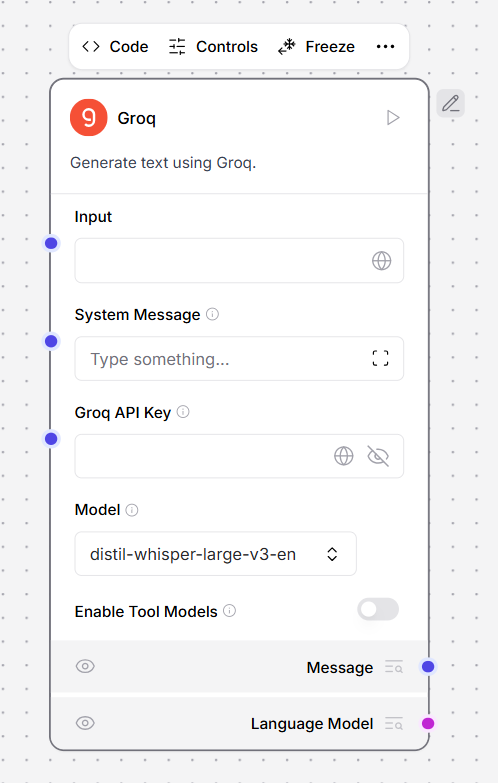 Code Controls Freeze
Groq
Generate text using Groq.
Input
System Message
Type something...
Groq API Key
Model
distil-whisper-large-v3-en
Enable Tool Models
Message
Language Model